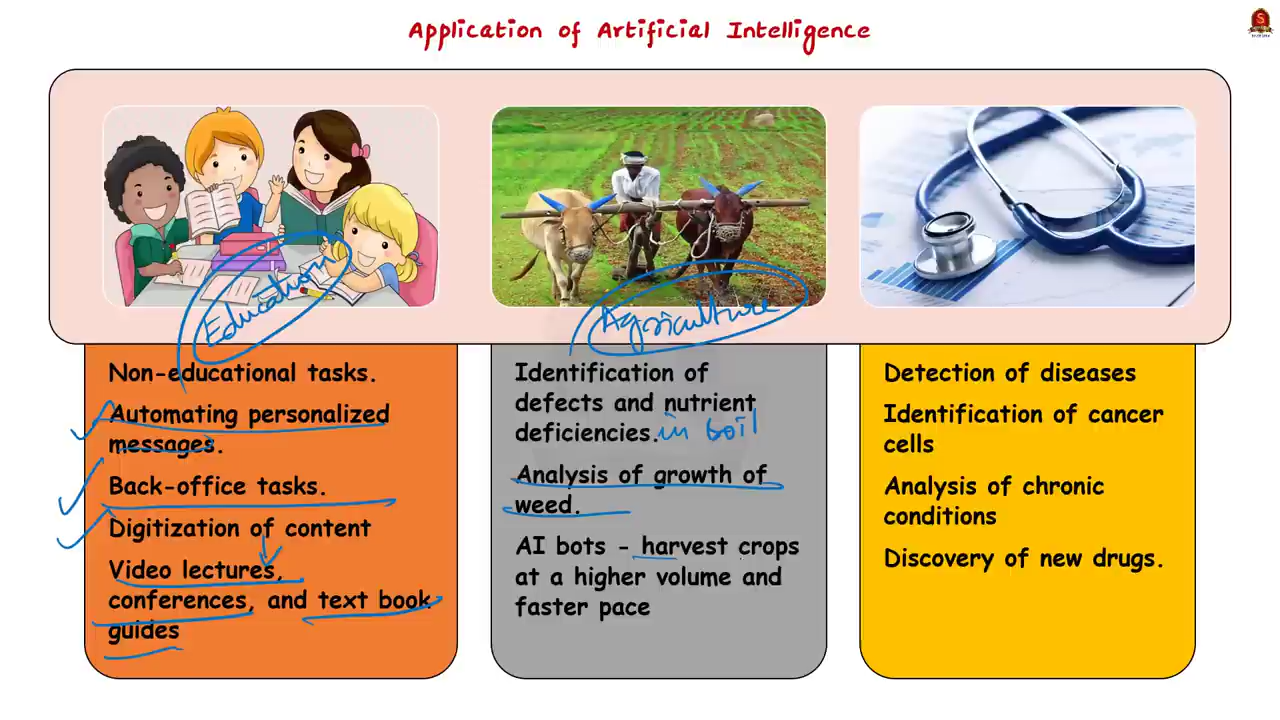 Application of Artificial Intelligence
Education
Non-educational tasks.
Automating personalized
messages.
Back-office tasks.
Digitization of content
Video lectures,
conferences, and text book
guides
Agriculture
Identification of
defects and nutrient
deficiencies. in soil
Analysis of growth of
weed.
AI bots - harvest crops
at a higher volume and
faster pace
Detection of diseases
Identification of cancer
cells
Analysis of chronic
conditions
Discovery of new drugs.